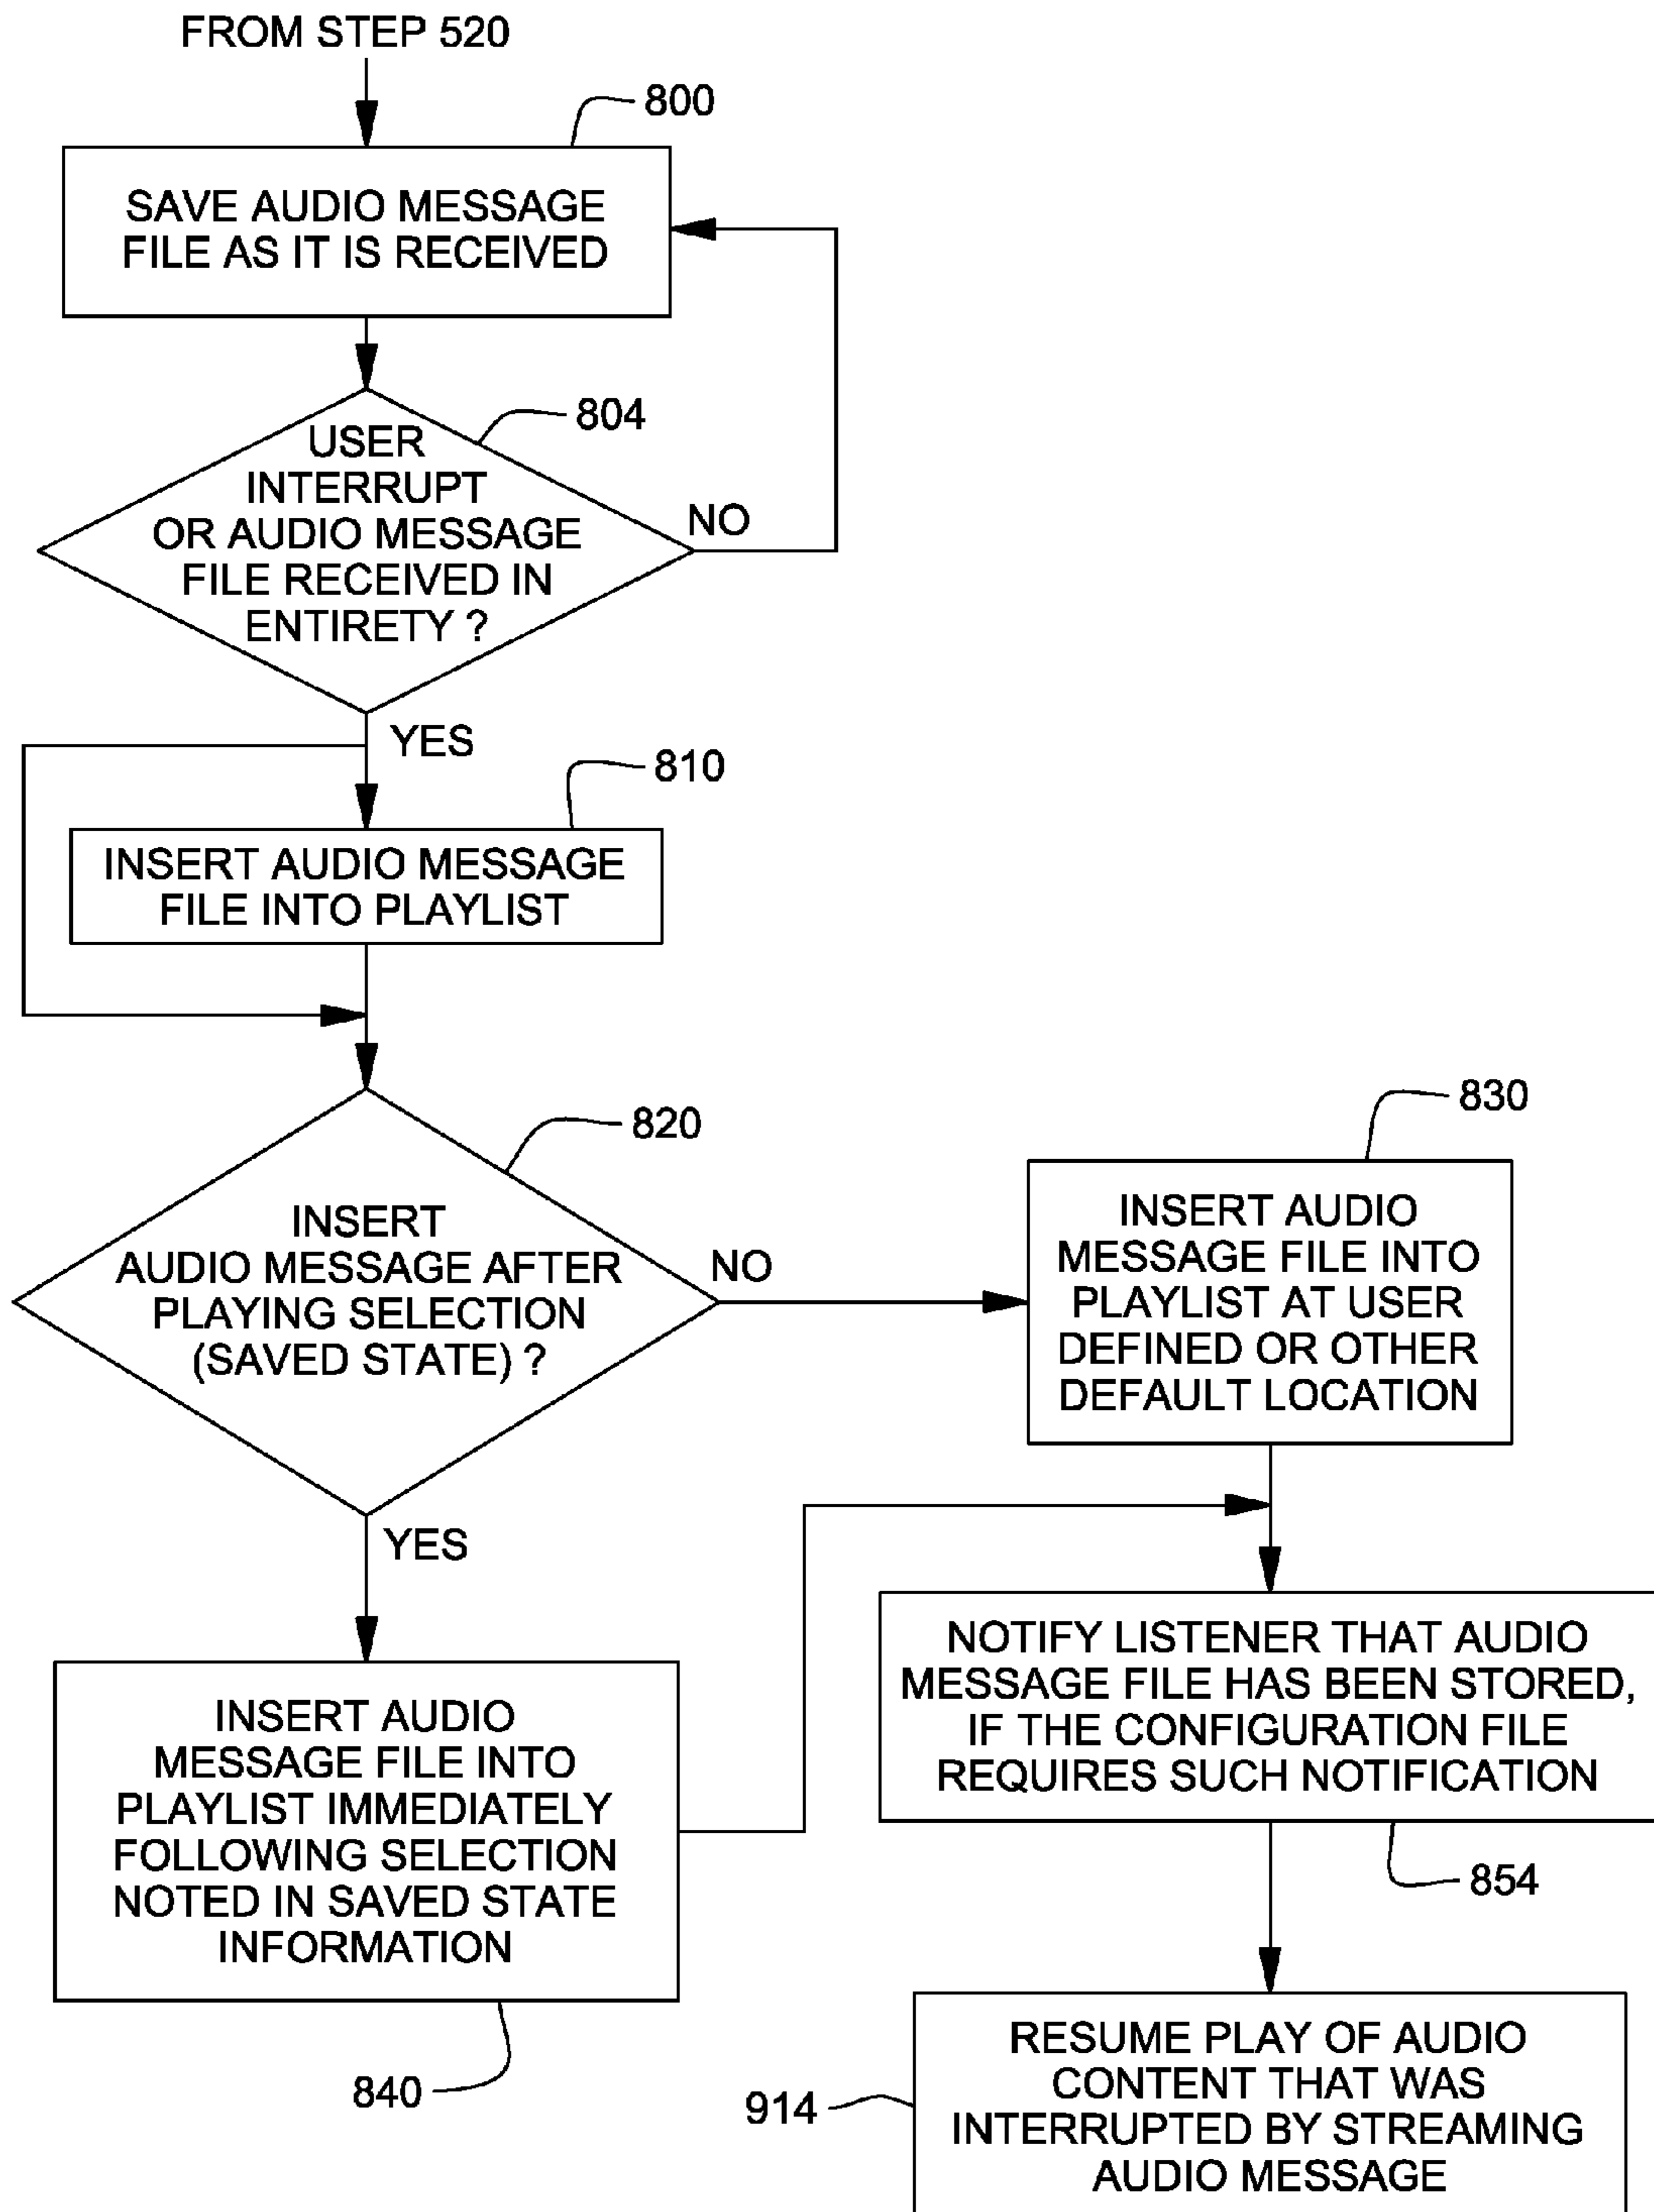 FROM STEP 520
800
SAVE AUDIO MESSAGE
FILE AS IT IS RECEIVED
804
USER
INTERRUPT
OR AUDIO MESSAGE
FILE RECEIVED IN
ENTIRETY ?
NO
YES
810
INSERT AUDIO MESSAGE
FILE INTO PLAYLIST
820
INSERT
AUDIO MESSAGE AFTER
PLAYING SELECTION
(SAVED STATE) ?
NO
830
INSERT AUDIO
MESSAGE FILE INTO
PLAYLIST AT USER
DEFINED OR OTHER
DEFAULT LOCATION
YES
INSERT AUDIO
MESSAGE FILE INTO
PLAYLIST IMMEDIATELY
FOLLOWING SELECTION
NOTED IN SAVED STATE
INFORMATION
840
NOTIFY LISTENER THAT AUDIO
MESSAGE FILE HAS BEEN STORED,
IF THE CONFIGURATION FILE
REQUIRES SUCH NOTIFICATION
854
914
RESUME PLAY OF AUDIO
CONTENT THAT WAS
INTERRUPTED BY STREAMING
AUDIO MESSAGE